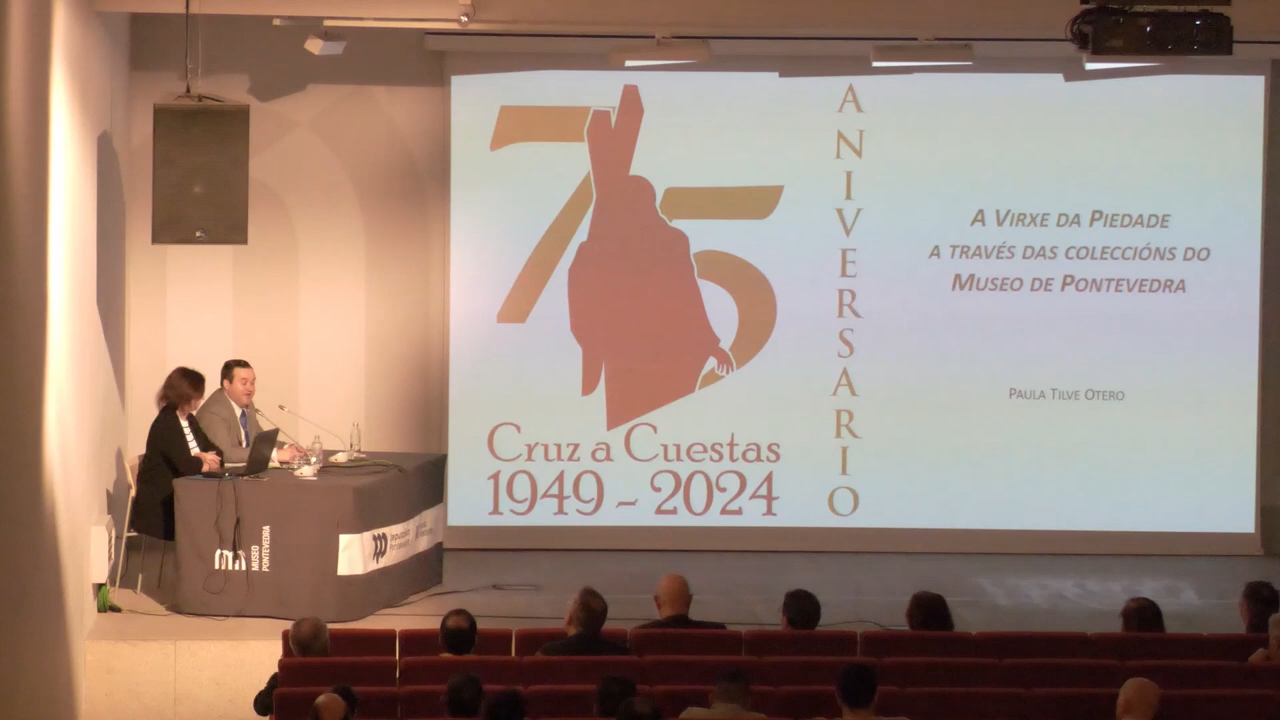 75
ANIVERSARIO
Cruz a Cuestas
1949 - 2024
A VIRXE DA PIEDADE
A TRAVÉS DAS COLECCIÓNS DO
MUSEO DE PONTEVEDRA
PAULA TILVE OTERO
MUSEO
PONTEVEDRA